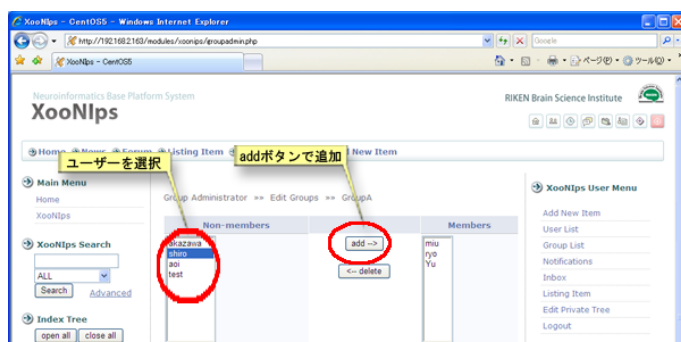 XooNIps - CentOS5 - Windows Internet Explorer
http://192.168.2.163/modules/xoonips/groupadmin.php
Google
XooNIps - CentOS5
ページ(P)
ツール(O)
Neuroinformatics Base Platform System
XooNIps
RIKEN Brain Science Institute
Home News Forum Listing Item New Item
ユーザーを選択
addボタンで追加
Main Menu
Home
XooNIps
XooNIps Search
ALL
Search Advanced
Index Tree
open all close all
Group Administrator »» Edit Groups »» GroupA
Non-members
akazawa
shiro
aoi
test
add -->
<-- delete
Members
miu
ryo
Yu
XooNIps User Menu
Add New Item
User List
Group List
Notifications
Inbox
Listing Item
Edit Private Tree
Logout